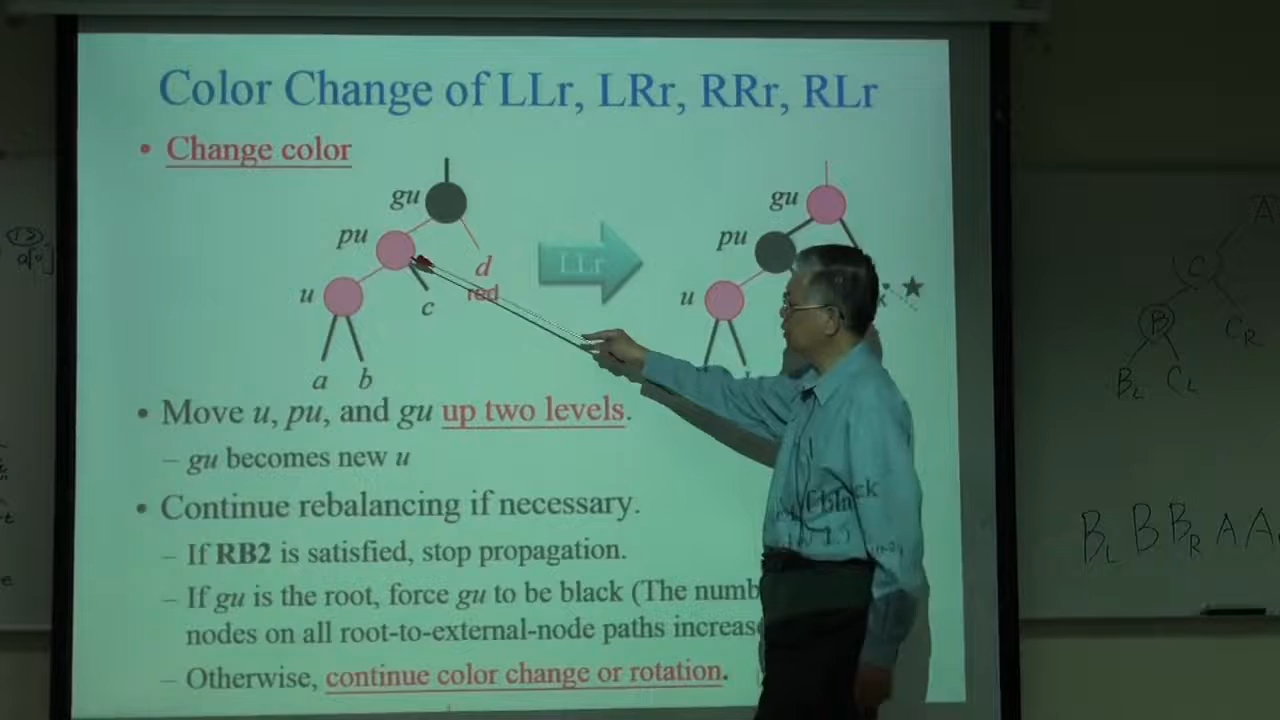 Color Change of LLr, LRr, RRr, RLr
• Change color
gu
pu
u
a
b
c
d
red
LLr
gu
pu
u
• Move u, pu, and gu up two levels.
– gu becomes new u
• Continue rebalancing if necessary.
– If RB2 is satisfied, stop propagation.
– If gu is the root, force gu to be black (The numb
nodes on all root-to-external-node paths increas
– Otherwise, continue color change or rotation.
A
C
B
CR
BL
CL
BL B BR A A